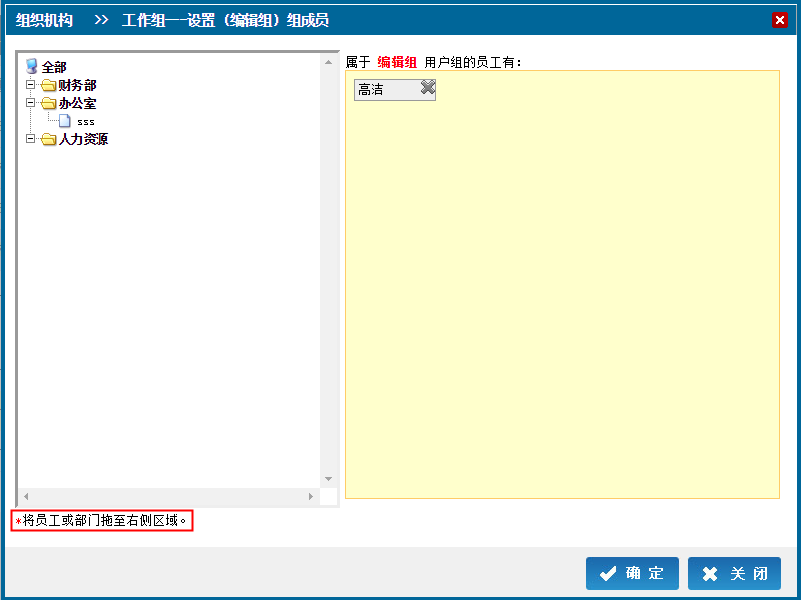 组织机构 >> 工作组——设置（编辑组）组成员
全部
财务部
办公室
sss
人力资源
属于 编辑组 用户组的员工有：
高洁
*将员工或部门拖至右侧区域。
确 定
关 闭